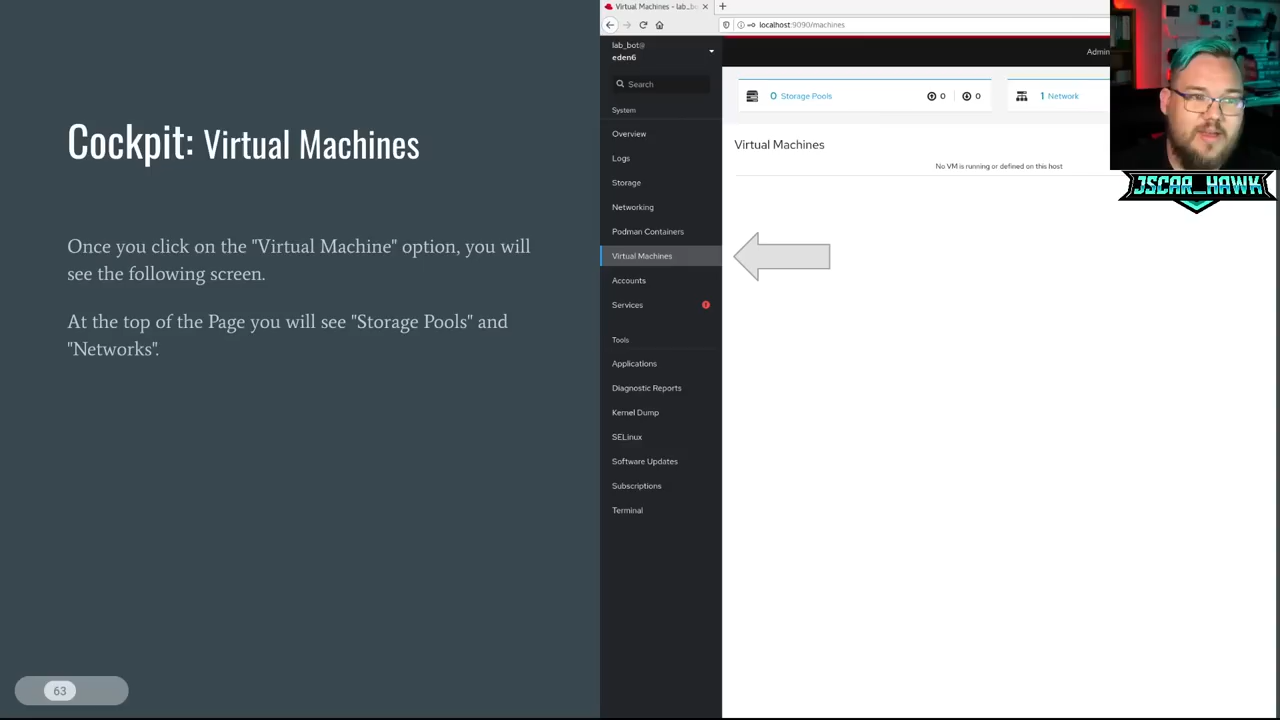 Cockpit: Virtual Machines
Once you click on the "Virtual Machine" option, you will
see the following screen.
At the top of the Page you will see "Storage Pools" and
"Networks".
63
Virtual Machines - lab_bo
localhost:9090/machines
lab_bot@
eden6
Search
System
Overview
Logs
Storage
Networking
Podman Containers
Virtual Machines
Accounts
Services
Tools
Applications
Diagnostic Reports
Kernel Dump
SELinux
Software Updates
Subscriptions
Terminal
Admin
0 Storage Pools 0 0
1 Network
Virtual Machines
No VM is running or defined on this host
JSCAR_HAWK